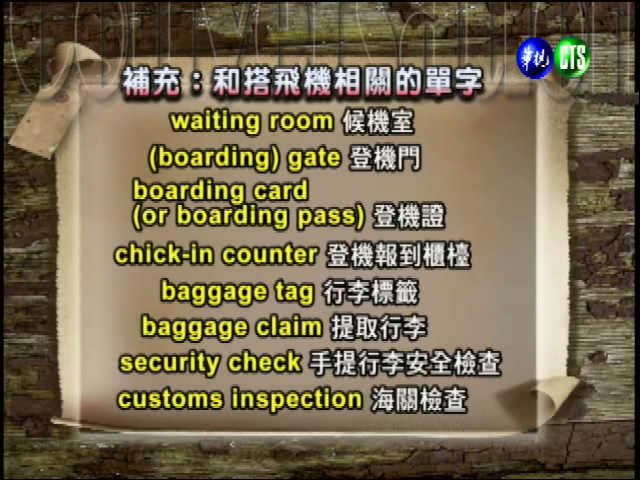 華視 CTS
補充：和搭飛機相關的單字
waiting room 候機室
(boarding) gate 登機門
boarding card
(or boarding pass) 登機證
chick-in counter 登機報到櫃檯
baggage tag 行李標籤
baggage claim 提取行李
security check 手提行李安全檢查
customs inspection 海關檢查